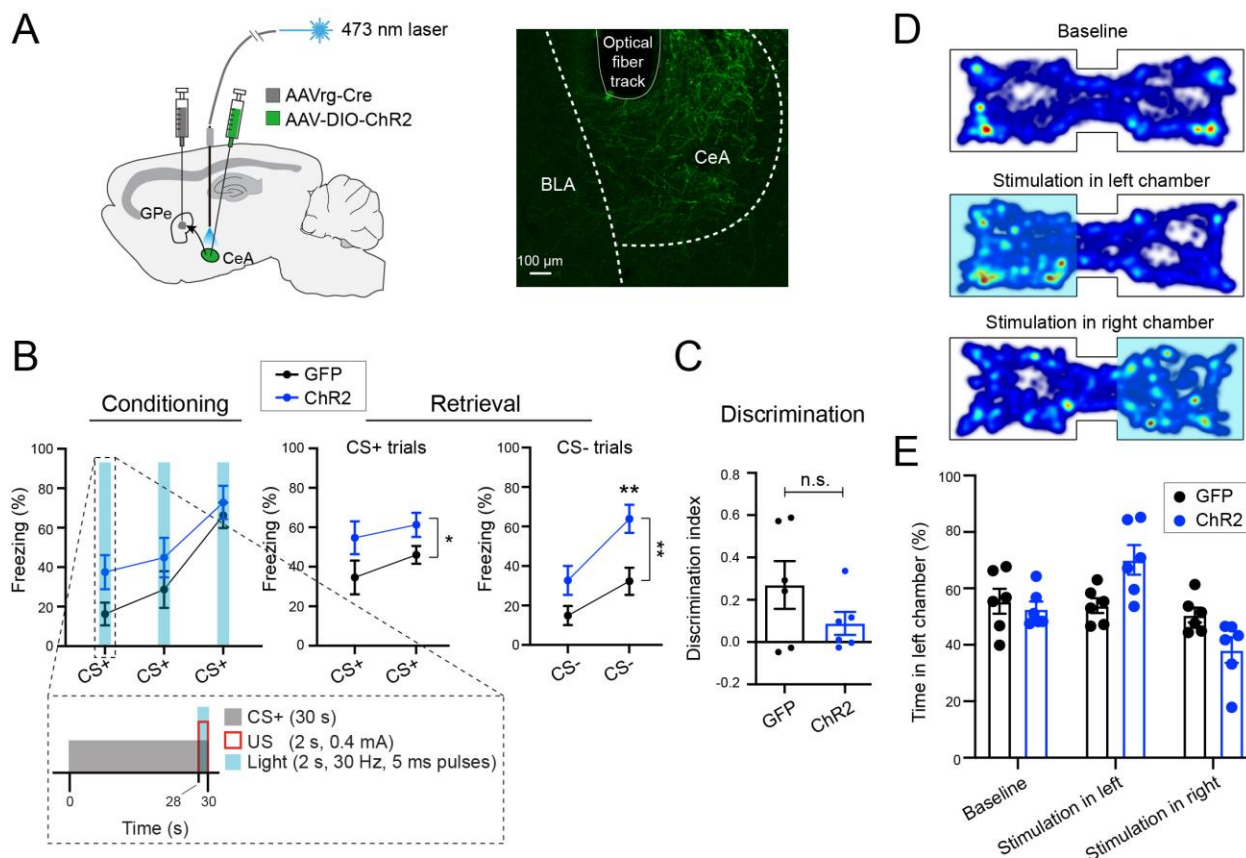 A
473 nm laser
AAVrg-Cre
AAV-DIO-ChR2
GPe
CeA
Optical
fiber
track
CeA
BLA
100 µm
B
GFP
ChR2
Conditioning
Retrieval
Freezing (%)
100
80
60
40
20
0
CS+
CS+
CS+
CS+ trials
Freezing (%)
100
80
60
40
20
0
*
CS+
CS+
CS- trials
Freezing (%)
100
80
60
40
20
0
**
**
CS-
CS-
CS+ (30 s)
US (2 s, 0.4 mA)
Light (2 s, 30 Hz, 5 ms pulses)
0
28
30
Time (s)
C
Discrimination
Discrimination index
0.8
0.6
0.4
0.2
0.0
-0.2
n.s.
GFP
ChR2
D
Baseline
Stimulation in left chamber
Stimulation in right chamber
E
Time in left chamber (%)
100
80
60
40
20
0
GFP
ChR2
Baseline
Stimulation in left
Stimulation in right